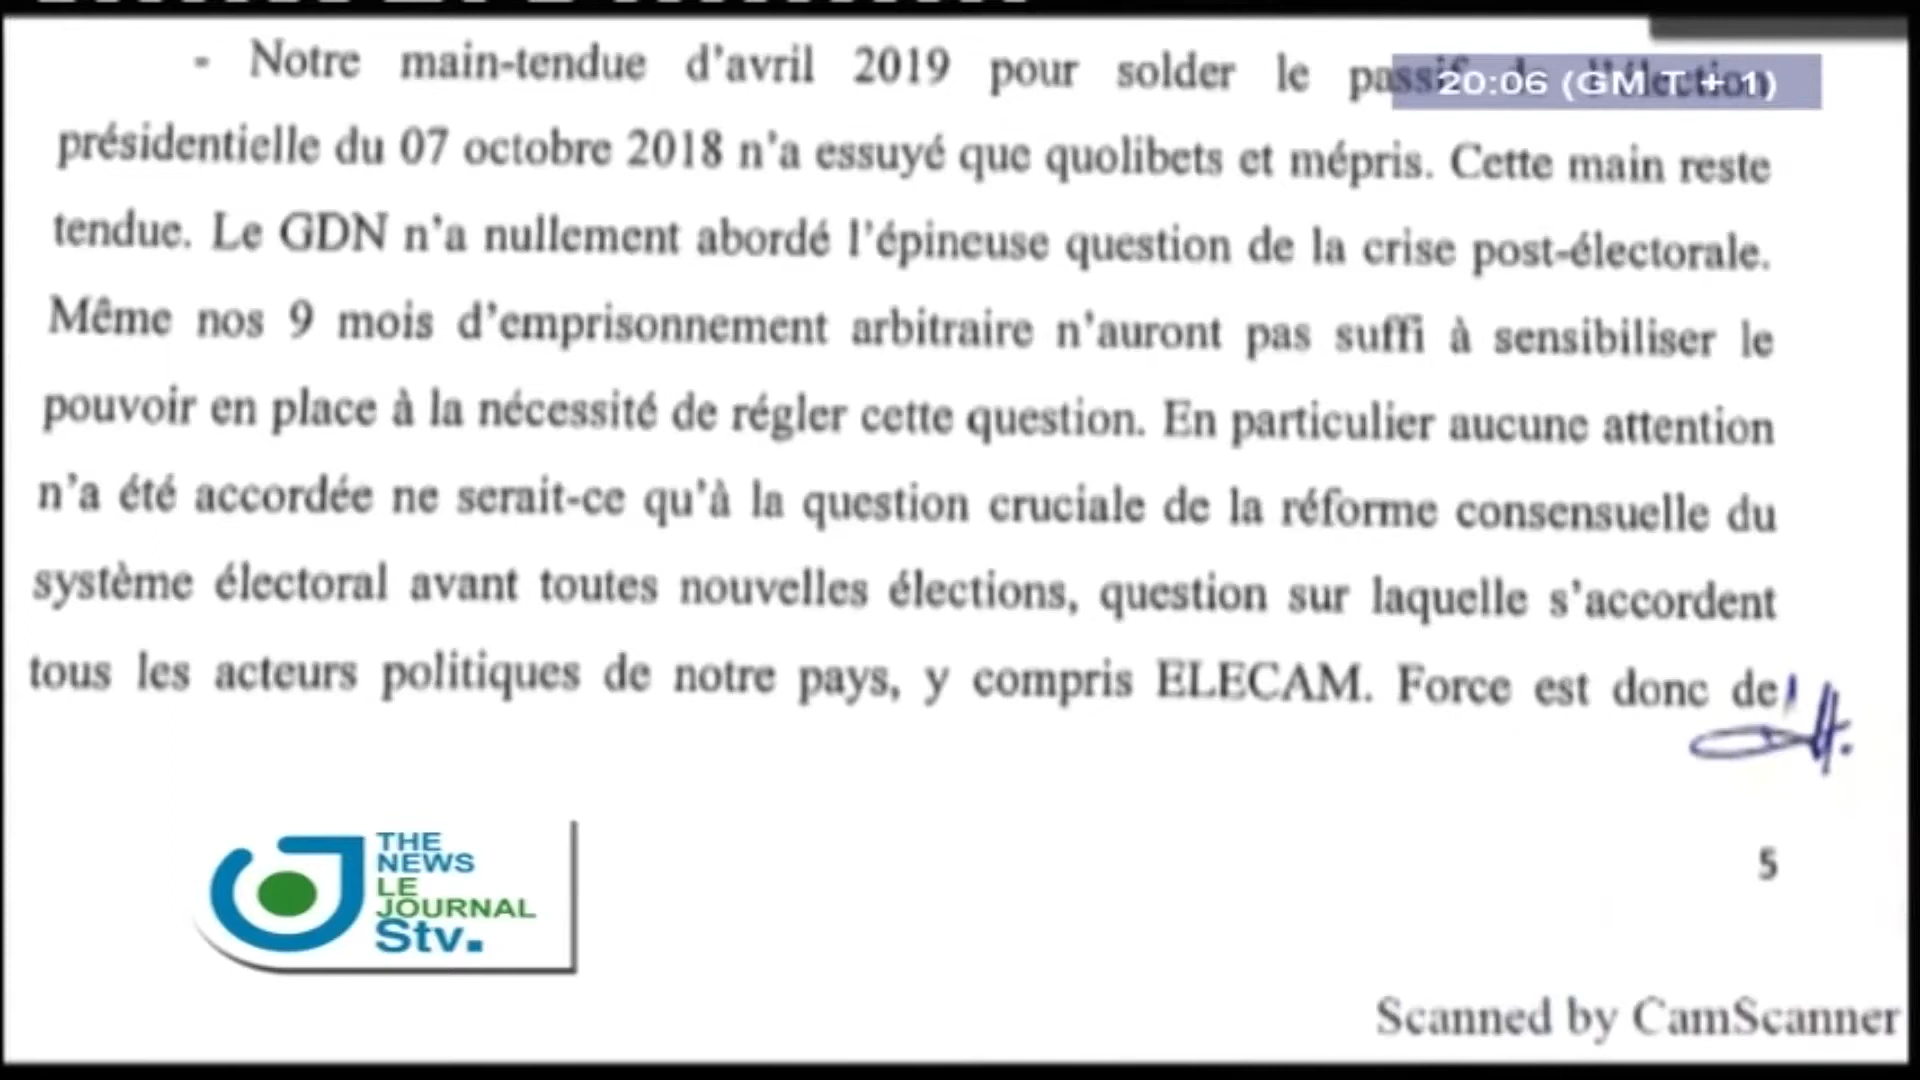 - Notre main-tendue d'avril 2019 pour solder le passif de l'élection
20:06 (GMT + 1)
présidentielle du 07 octobre 2018 n'a essuyé que quolibets et mépris. Cette main reste
tendue. Le GDN n'a nullement abordé l'épineuse question de la crise post-électorale.
Même nos 9 mois d'emprisonnement arbitraire n'auront pas suffi à sensibiliser le
pouvoir en place à la nécessité de régler cette question. En particulier aucune attention
n'a été accordée ne serait-ce qu'à la question cruciale de la réforme consensuelle du
système électoral avant toutes nouvelles élections, question sur laquelle s'accordent
tous les acteurs politiques de notre pays, y compris ELECAM. Force est donc de
THE
NEWS
LE
JOURNAL
Stv.
5
Scanned by CamScanner